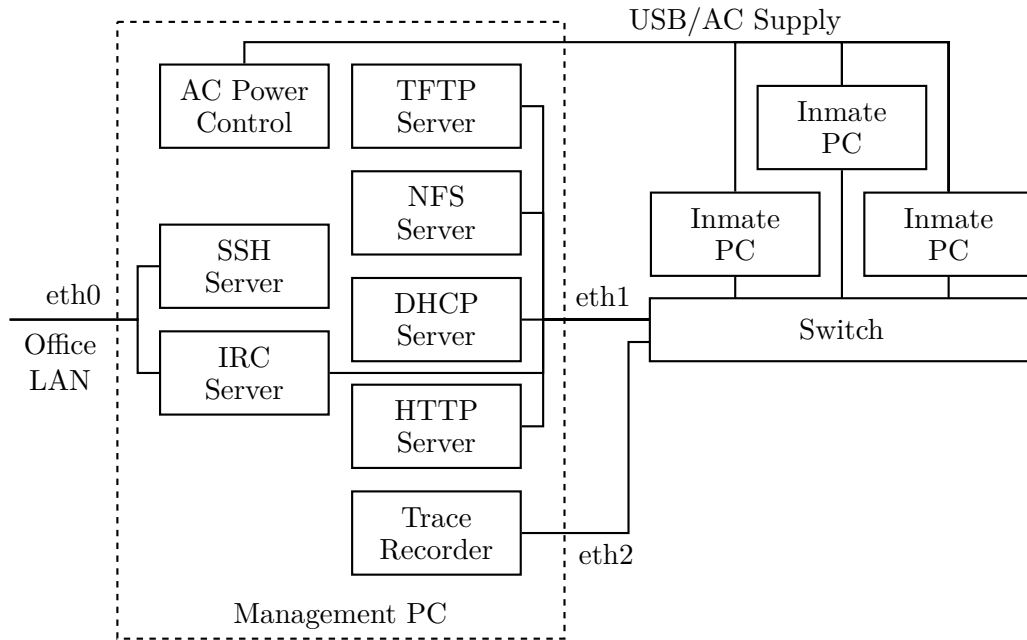 USB/AC Supply
AC Power
Control
TFTP
Server
Inmate
PC
NFS
Server
Inmate
PC
Inmate
PC
SSH
Server
eth0
DHCP
Server
eth1
Switch
Office
LAN
IRC
Server
HTTP
Server
Trace
Recorder
eth2
Management PC